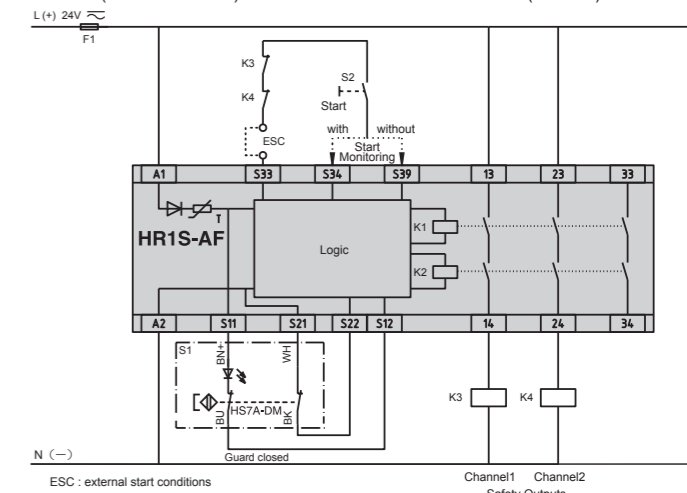 L (+) 24V
F1
K3
K4
S2
Start
ESC
with without
Start
Monitoring
A1 S33 S34 S39 13 23 33
T
HR1S-AF
Logic
K1
K2
A2 S11 S21 S22 S12 14 24 34
S1
BN+
WH
HS7A-DM
BU
BK
K3
K4
N (−)
Guard closed
ESC : external start conditions
Channel1 Channel2
Safety Outputs